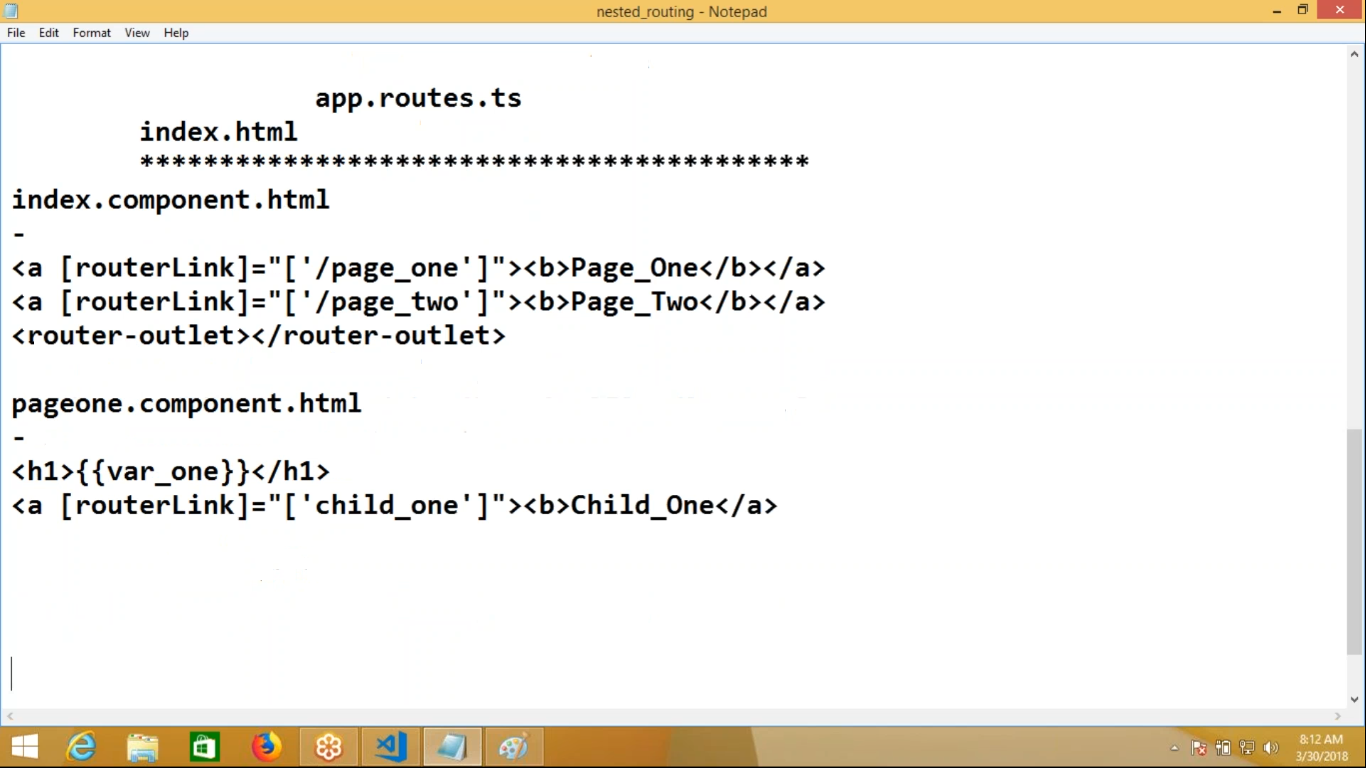 nested_routing - Notepad
File Edit Format View Help
app.routes.ts
index.html
******************************************
index.component.html
-
<a [routerLink]="['/page_one']"><b>Page_One</b></a>
<a [routerLink]="['/page_two']"><b>Page_Two</b></a>
<router-outlet></router-outlet>
pageone.component.html
-
<h1>{{var_one}}</h1>
<a [routerLink]="['child_one']"><b>Child_One</a>
8:12 AM
3/30/2018